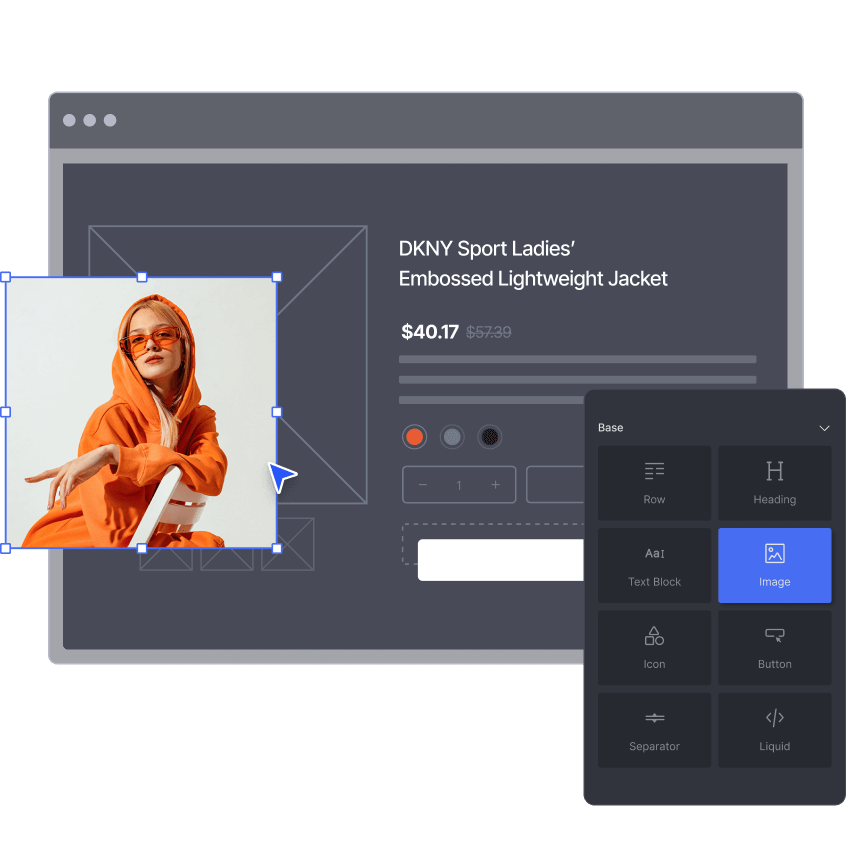 DKNY Sport Ladies’
Embossed Lightweight Jacket
$40.17 $57.39
1
Base
Row
Heading
Aa
Text Block
Image
Icon
Button
Separator
Liquid